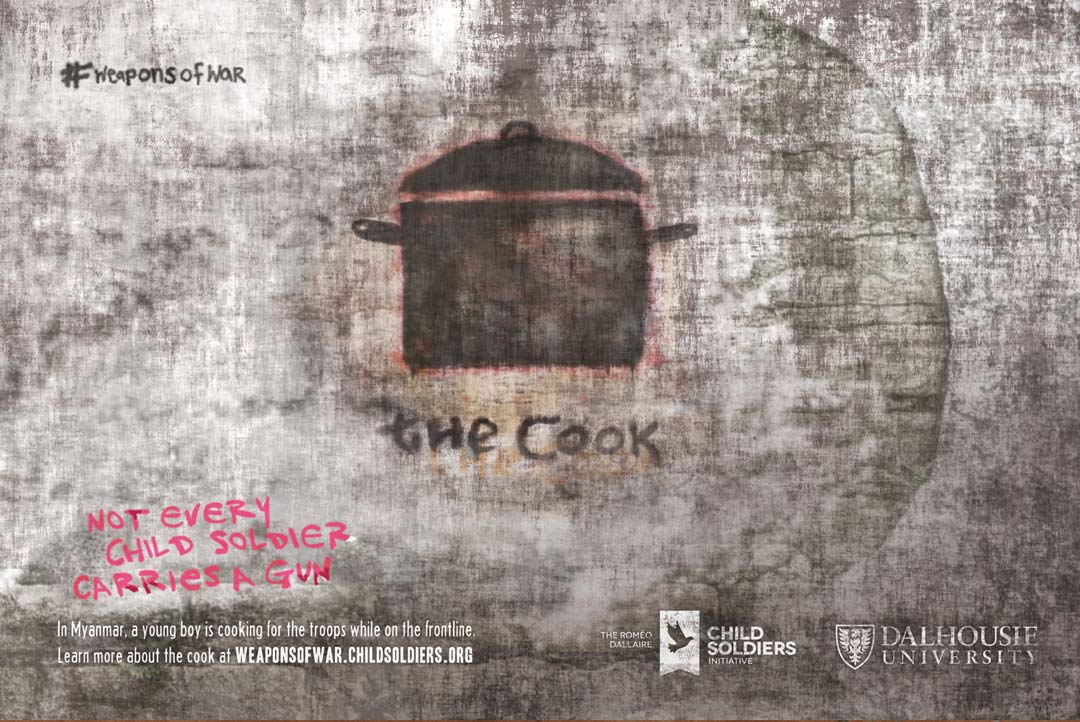 #WeaponsofWar
tHe Cook
NOT eVeRY
CHILD SOLDIER
CARRIeS A GUN
In Myanmar, a young boy is cooking for the troops while on the frontline.
Learn more about the cook at WEAPONSOFWAR.CHILDSOLDIERS.ORG
THE ROMÉO
DALLAIRE
CHILD
SOLDIERS
INITIATIVE
DALHOUSIE
UNIVERSITY